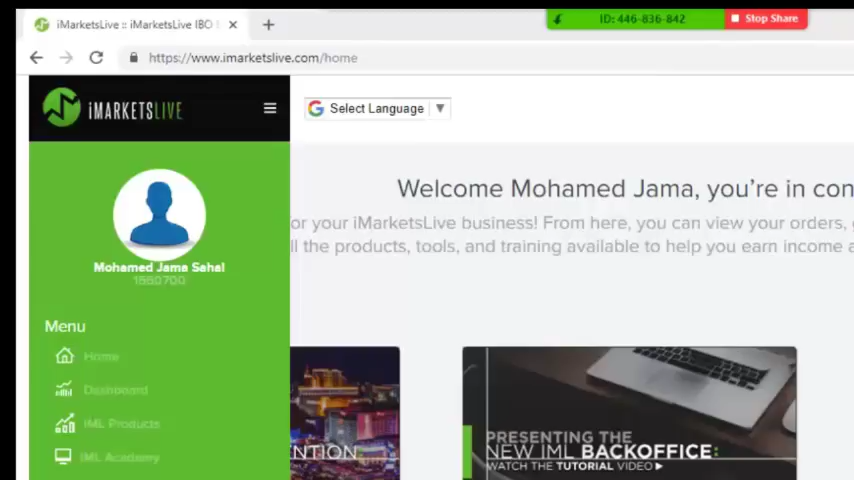 iMarketsLive :: iMarketsLive IBO
ID: 446-836-842
Stop Share
https://www.imarketslive.com/home
iMARKETSLIVE
Select Language
Welcome Mohamed Jama, you're in con
or your iMarketsLive business! From here, you can view your orders,
ll the products, tools, and training available to help you earn income a
Mohamed Jama Sahal
1550700
Menu
Home
Dashboard
IML Products
IML Academy
ENTION
PRESENTING THE
NEW IML BACKOFFICE:
WATCH THE TUTORIAL VIDEO